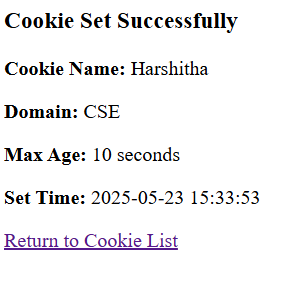 Cookie Set Successfully
Cookie Name: Harshitha
Domain: CSE
Max Age: 10 seconds
Set Time: 2025-05-23 15:33:53
Return to Cookie List